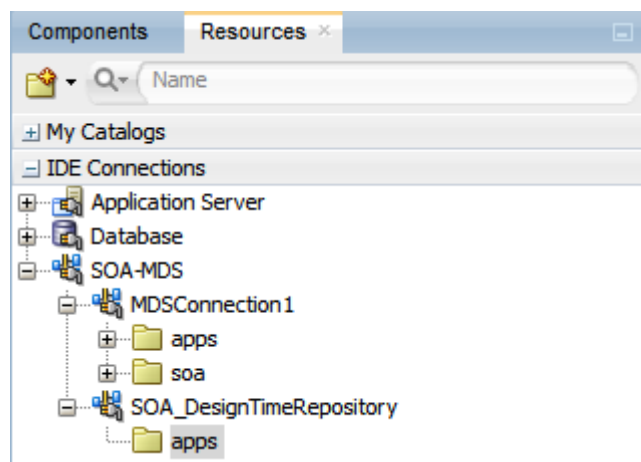 Components Resources
Name
My Catalogs
IDE Connections
Application Server
Database
SOA-MDS
MDSConnection1
apps
soa
SOA_DesignTimeRepository
apps